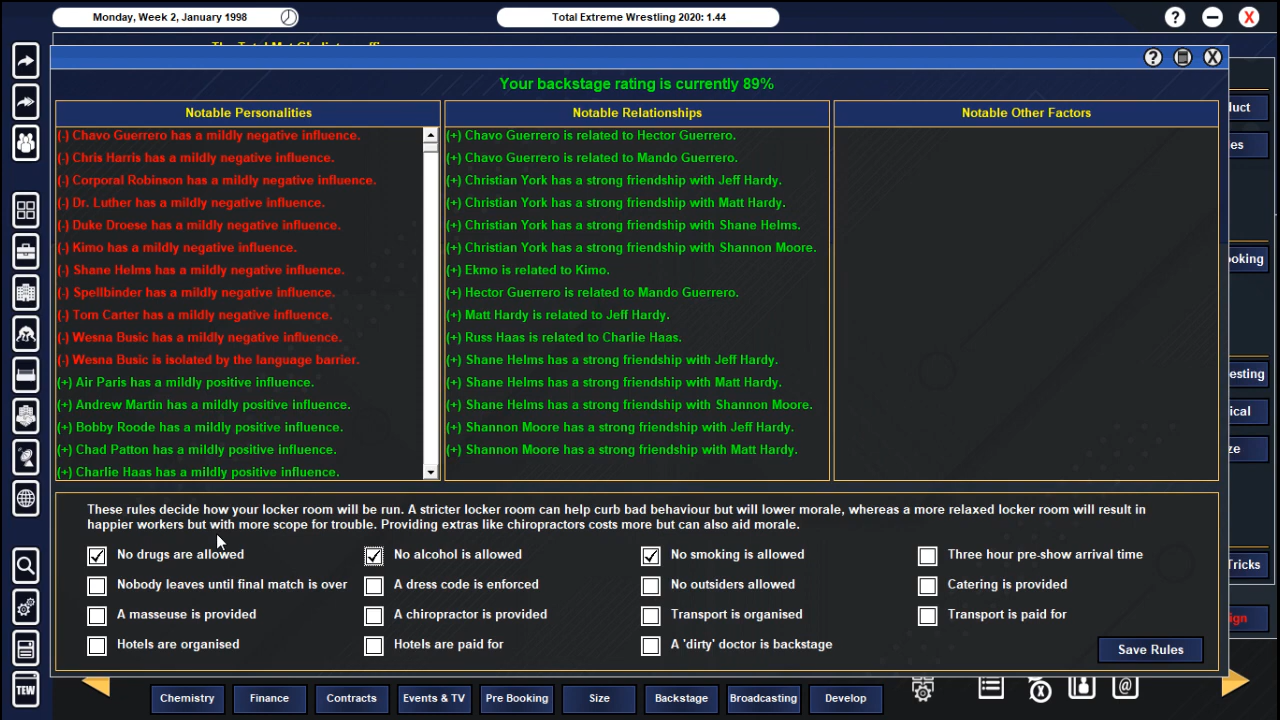 Monday, Week 2, January 1998
Total Extreme Wrestling 2020: 1.44
?
X
?
X
Your backstage rating is currently 89%
Notable Personalities
(-) Chavo Guerrero has a mildly negative influence.
(-) Chris Harris has a mildly negative influence.
(-) Corporal Robinson has a mildly negative influence.
(-) Dr. Luther has a mildly negative influence.
(-) Duke Droese has a mildly negative influence.
(-) Kimo has a mildly negative influence.
(-) Shane Helms has a mildly negative influence.
(-) Spellbinder has a mildly negative influence.
(-) Tom Carter has a mildly negative influence.
(-) Wesna Busic has a mildly negative influence.
(-) Wesna Busic is isolated by the language barrier.
(+) Air Paris has a mildly positive influence.
(+) Andrew Martin has a mildly positive influence.
(+) Bobby Roode has a mildly positive influence.
(+) Chad Patton has a mildly positive influence.
(+) Charlie Haas has a mildly positive influence.
Notable Relationships
(+) Chavo Guerrero is related to Hector Guerrero.
(+) Chavo Guerrero is related to Mando Guerrero.
(+) Christian York has a strong friendship with Jeff Hardy.
(+) Christian York has a strong friendship with Matt Hardy.
(+) Christian York has a strong friendship with Shane Helms.
(+) Christian York has a strong friendship with Shannon Moore.
(+) Ekmo is related to Kimo.
(+) Hector Guerrero is related to Mando Guerrero.
(+) Matt Hardy is related to Jeff Hardy.
(+) Russ Haas is related to Charlie Haas.
(+) Shane Helms has a strong friendship with Jeff Hardy.
(+) Shane Helms has a strong friendship with Matt Hardy.
(+) Shane Helms has a strong friendship with Shannon Moore.
(+) Shannon Moore has a strong friendship with Jeff Hardy.
(+) Shannon Moore has a strong friendship with Matt Hardy.
Notable Other Factors
duct
es
oking
esting
ical
ze
Tricks
ign
These rules decide how your locker room will be run. A stricter locker room can help curb bad behaviour but will lower morale, whereas a more relaxed locker room will result in
happier workers but with more scope for trouble. Providing extras like chiropractors costs more but can also aid morale.
No drugs are allowed
No alcohol is allowed
No smoking is allowed
Three hour pre-show arrival time
Nobody leaves until final match is over
A dress code is enforced
No outsiders allowed
Catering is provided
A masseuse is provided
A chiropractor is provided
Transport is organised
Transport is paid for
Hotels are organised
Hotels are paid for
A 'dirty' doctor is backstage
Save Rules
TEW
Chemistry
Finance
Contracts
Events & TV
Pre Booking
Size
Backstage
Broadcasting
Develop